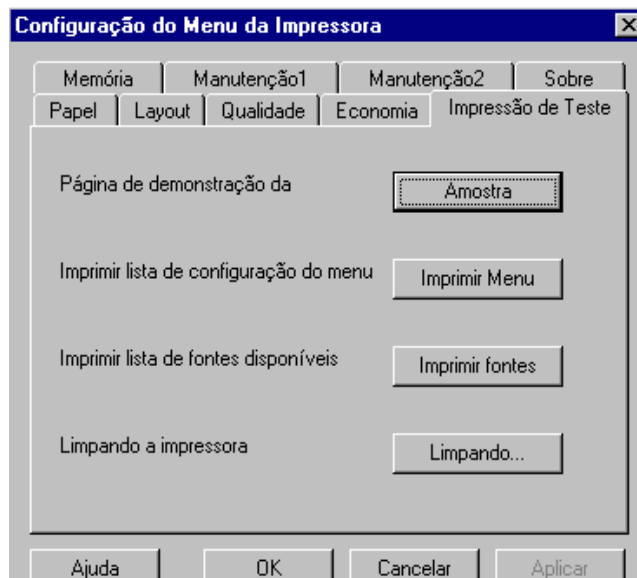 Configuração do Menu da Impressora
Memória Manutenção1 Manutenção2 Sobre
Papel Layout Qualidade Economia Impressão de Teste
Página de demonstração da Amostra
Imprimir lista de configuração do menu Imprimir Menu
Imprimir lista de fontes disponíveis Imprimir fontes
Limpando a impressora Limpando...
Ajuda OK Cancelar Aplicar